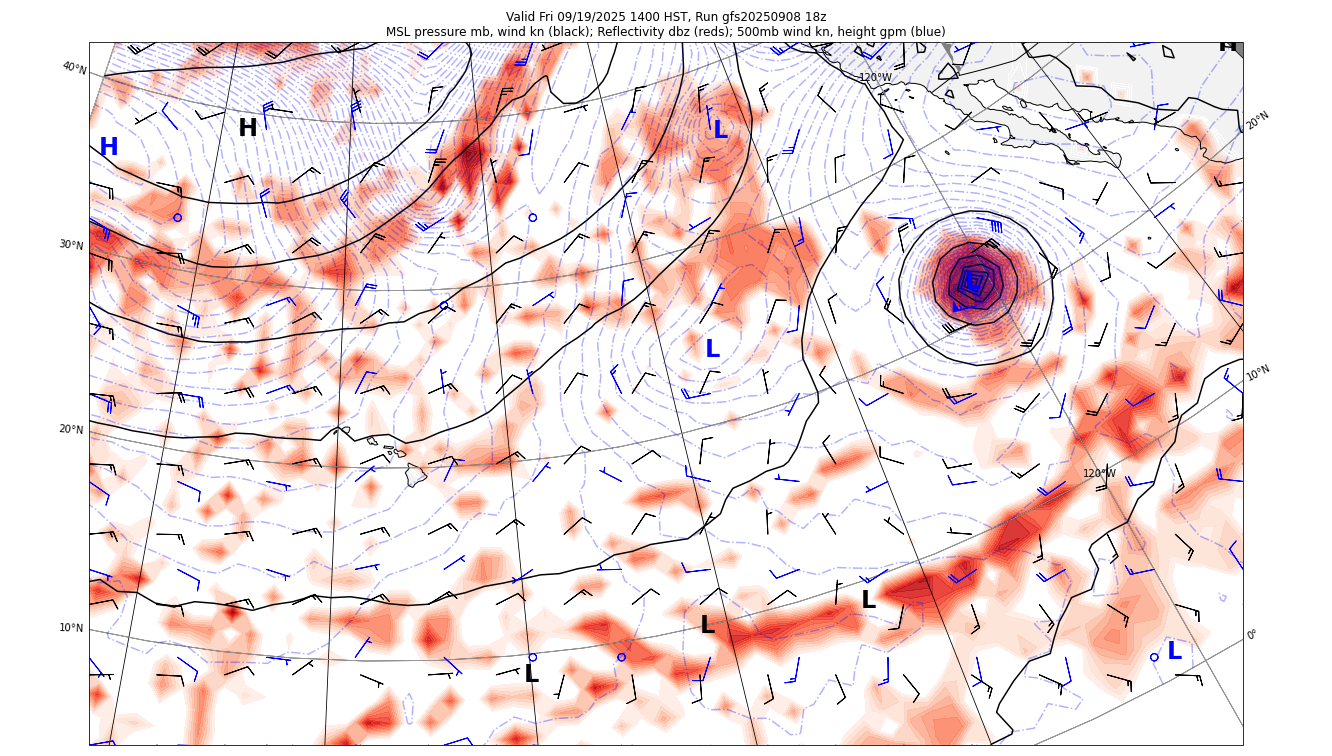 Valid Fri 09/19/2025 1400 HST, Run gfs20250908 18z
MSL pressure mb, wind kn (black); Reflectivity dbz (reds); 500mb wind kn, height gpm (blue)
H
40°N
120°W
20°N
H
H
L
30°N
L
10°N
20°N
120°W
L
10°N
L
0°
L
L